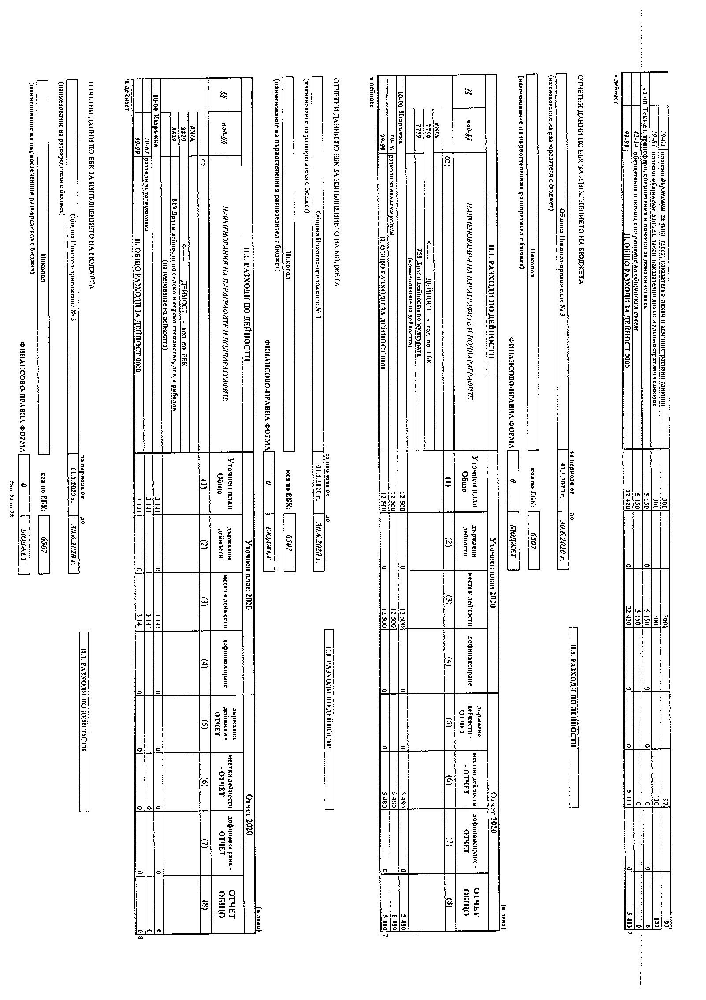 19-01 платени държавни данъци, такси, наказателни лихви и административни санкции 300 300 97 97
19-81 платени общински данъци, такси, наказателни лихви и административни санкции 300 300 130 130
42-00 Текущи трансфери, обезщетения и помощи за домакинствата 5 150 0 5 150 0 0 0 0 0
42-14 обезщетения и помощи по решение на общинския съвет 5 150 5 150 0 0
99-99 II. ОБЩО РАЗХОДИ ЗА ДЕЙНОСТ 0000 22 420 0 22 420 0 0 5 413 0 5 413 7
а дейност
ОТЧЕТНИ ДАННИ ПО ЕБК ЗА ИЗПЪЛНЕНИЕТО НА БЮДЖЕТА
II.1. РАЗХОДИ ПО ДЕЙНОСТИ
за периода от до
Община Никопол-приложение № 3 01.1.2020 г. 30.6.2020 г.
(наименование на разпоредителя с бюджет)
Никопол код по ЕБК: 6507
(наименование на първостепенния разпоредител с бюджет)
ФИНАНСОВО-ПРАВНА ФОРМА 0 БЮДЖЕТ
(в лева)
II.1. РАЗХОДИ ПО ДЕЙНОСТИ Уточнен план 2020 Отчет 2020
§§ под-§§ НАИМЕНОВАНИЯ НА ПАРАГРАФИТЕ И ПОДПАРАГРАФИТЕ Уточнен план Общо държавни дейности местни дейности дофинансиране държавни дейности - ОТЧЕТ местни дейности - ОТЧЕТ дофинансиране - ОТЧЕТ ОТЧЕТ ОБЩО
02 (1) (2) (3) (4) (5) (6) (7) (8)
#N/A
7759 <------ ДЕЙНОСТ - код по ЕБК
7759 759 Други дейности по културата
(наименование на дейността)
10-00 Издръжка 12 500 0 12 500 0 0 5 480 0 5 480
10-20 разходи за външни услуги 12 500 12 500 5 480 5 480
99-99 II. ОБЩО РАЗХОДИ ЗА ДЕЙНОСТ 0000 12 500 0 12 500 0 0 5 480 0 5 480 7
а дейност
ОТЧЕТНИ ДАННИ ПО ЕБК ЗА ИЗПЪЛНЕНИЕТО НА БЮДЖЕТА
II.1. РАЗХОДИ ПО ДЕЙНОСТИ
за периода от до
Община Никопол-приложение № 3 01.1.2020 г. 30.6.2020 г.
(наименование на разпоредителя с бюджет)
Никопол код по ЕБК: 6507
(наименование на първостепенния разпоредител с бюджет)
ФИНАНСОВО-ПРАВНА ФОРМА 0 БЮДЖЕТ
(в лева)
II.1. РАЗХОДИ ПО ДЕЙНОСТИ Уточнен план 2020 Отчет 2020
§§ под-§§ НАИМЕНОВАНИЯ НА ПАРАГРАФИТЕ И ПОДПАРАГРАФИТЕ Уточнен план Общо държавни дейности местни дейности дофинансиране държавни дейности - ОТЧЕТ местни дейности - ОТЧЕТ дофинансиране - ОТЧЕТ ОТЧЕТ ОБЩО
02 (1) (2) (3) (4) (5) (6) (7) (8)
#N/A
8829 <------ ДЕЙНОСТ - код по ЕБК
8829 829 Други дейности по селско и горско стопанство, лов и риболов
(наименование на дейността)
10-00 Издръжка 3 141 0 3 141 0 0 0 0 0
10-62 разходи за застраховки 3 141 3 141 0 0
99-99 II. ОБЩО РАЗХОДИ ЗА ДЕЙНОСТ 0000 3 141 0 3 141 0 0 0 0 0 8
а дейност
ОТЧЕТНИ ДАННИ ПО ЕБК ЗА ИЗПЪЛНЕНИЕТО НА БЮДЖЕТА
II.1. РАЗХОДИ ПО ДЕЙНОСТИ
за периода от до
Община Никопол-приложение № 3 01.1.2020 г. 30.6.2020 г.
(наименование на разпоредителя с бюджет)
Никопол код по ЕБК: 6507
(наименование на първостепенния разпоредител с бюджет)
ФИНАНСОВО-ПРАВНА ФОРМА 0 БЮДЖЕТ
Стр. 24 от 28